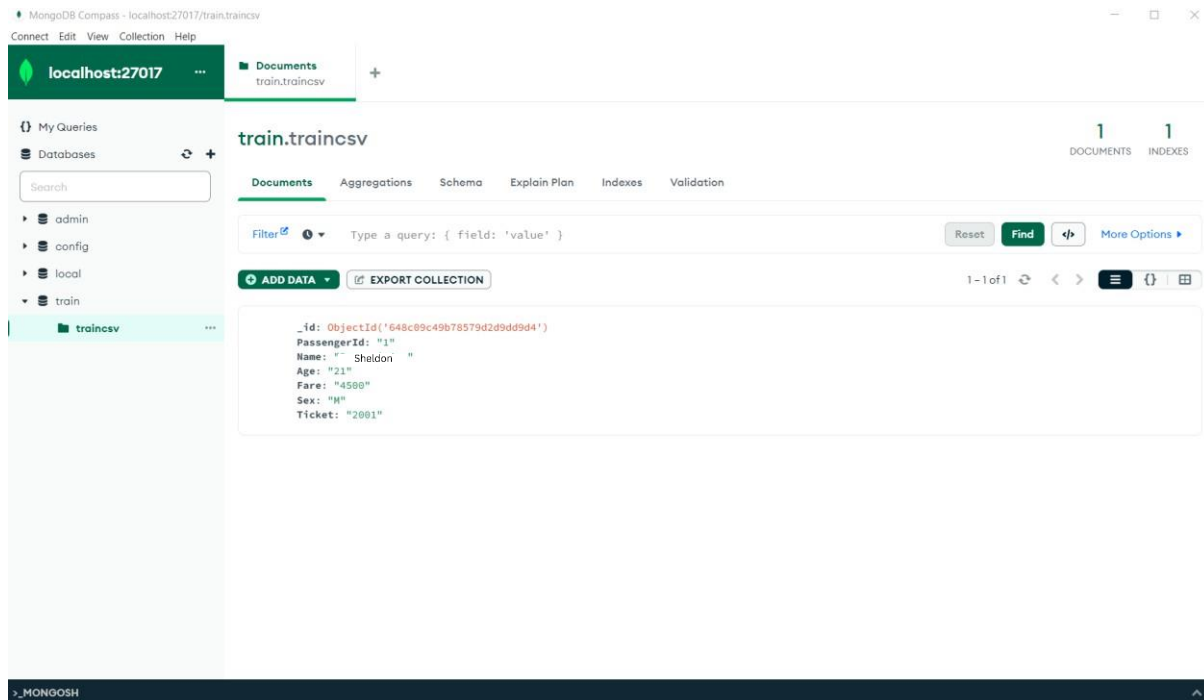 MongoDB Compass - localhost:27017/train.traincsv
Connect Edit View Collection Help
localhost:27017 ...
Documents
train.traincsv
+
{} My Queries
Databases
Search
admin
config
local
train
traincsv ...
train.traincsv
1 DOCUMENTS
1 INDEXES
Documents Aggregations Schema Explain Plan Indexes Validation
Filter Type a query: { field: 'value' } Reset Find </> More Options
ADD DATA EXPORT COLLECTION 1 - 1 of 1 < > {}
_id: ObjectId('648c09c49b78579d2d9dd9d4')
PassengerId: "1"
Name: " Sheldon "
Age: "21"
Fare: "4500"
Sex: "M"
Ticket: "2001"
>_MONGOSH